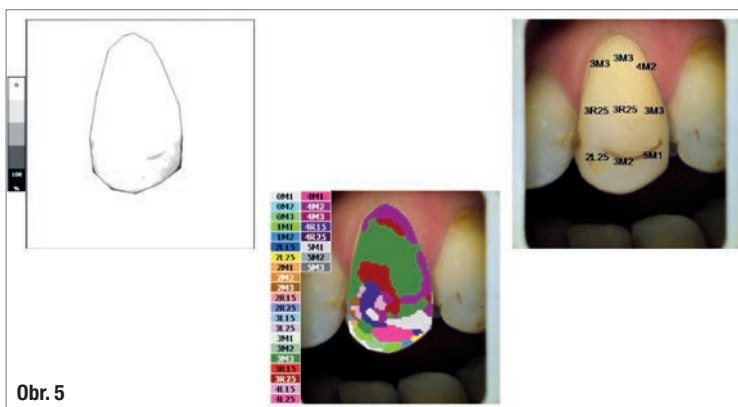 0
100
%
3M3
3M3
4M2
3R25
3R25
3M3
2L25
3M2
5M1
0M1 4M1
0M2 4M2
0M3 4M3
1M1 4R15
1M2 4R25
2L15 5M1
2L25 5M2
2M1 5M3
2M2
2M3
2R15
2R25
3L15
3L25
3M1
3M2
3M3
3R15
3R25
4L15
4L25
Obr. 5